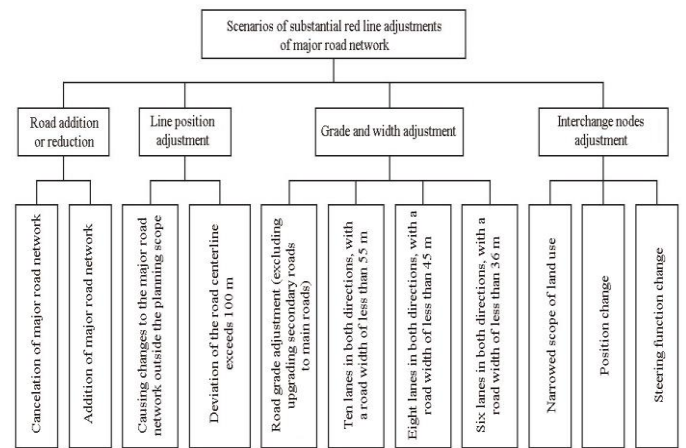 Scenarios of substantial red line adjustments
of major road network
Road addition
or reduction
Line position
adjustment
Grade and width adjustment
Interchange nodes
adjustment
Cancelation of major road network
Addition of major road network
Causing changes to the major road
network outside the planning scope
Deviation of the road centerline
exceeds 100 m
Road grade adjustment (excluding
upgrading secondary roads
to main roads)
Ten lanes in both directions, with
a road width of less than 55 m
Eight lanes in both directions, with a
road width of less than 45 m
Six lanes in both directions, with a
road width of less than 36 m
Narrowed scope of land use
Position change
Steering function change